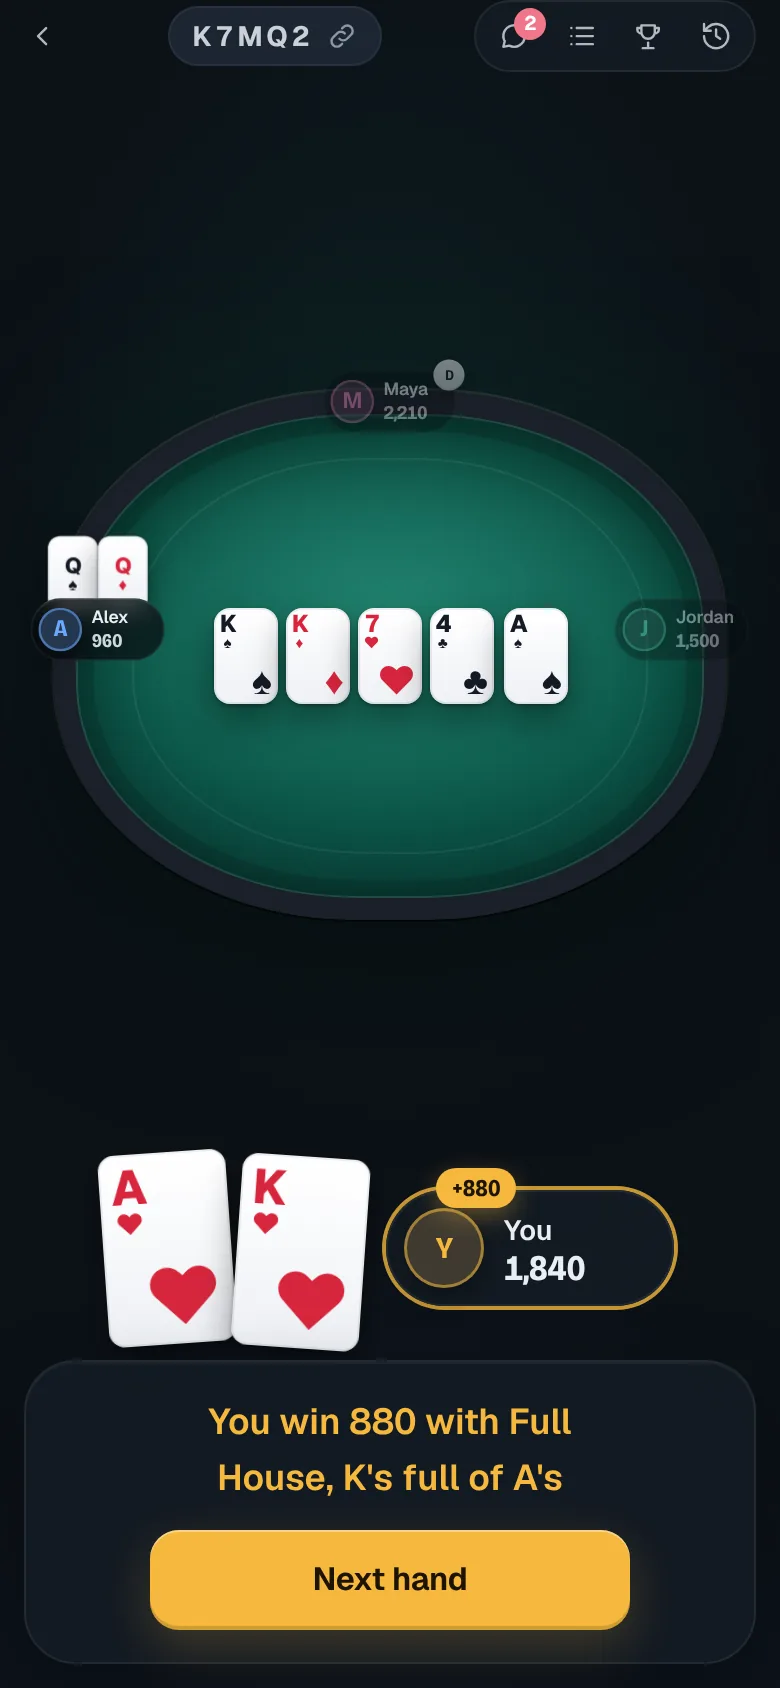 K7MQ2
2
D
Maya
M
2,210
Q Q
Alex
A
960
K K 7 4 A
Jordan
J
1,500
A K
+880
You
Y
1,840
You win 880 with Full
House, K's full of A's
Next hand